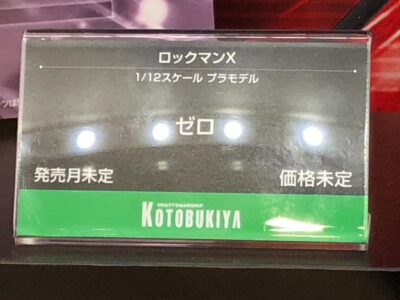 ロックマンX
1/12スケール プラモデル
ゼロ
発売月未定
価格未定
CRAFTSMANSHIP
KOTOBUKIYA